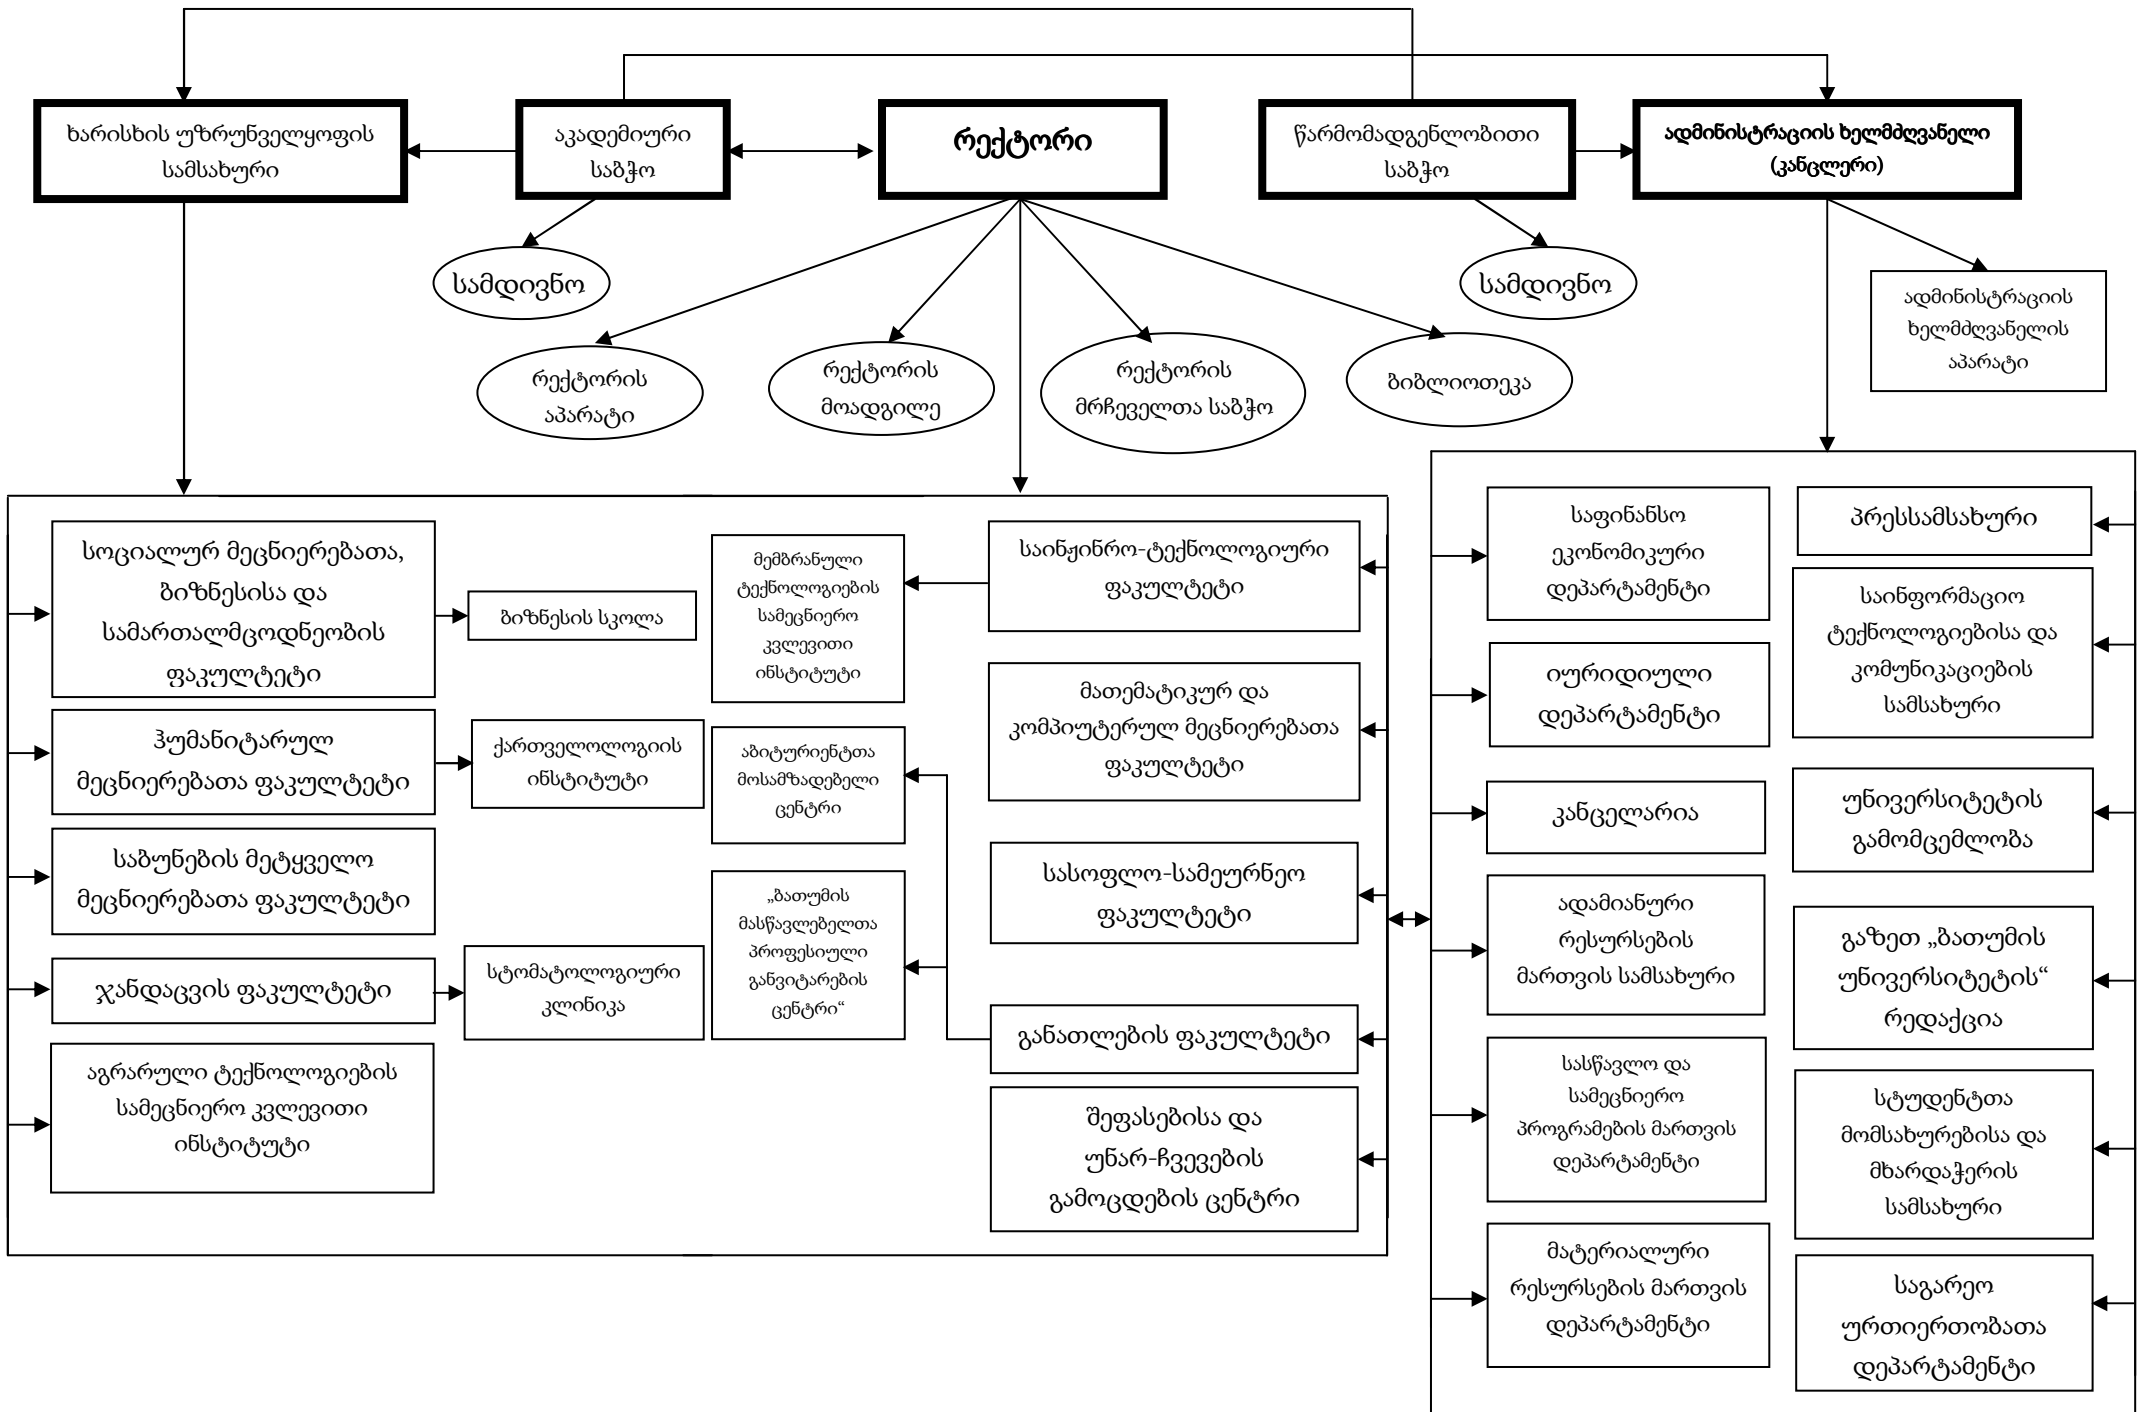 ხარისხის უზრუნველყოფის
სამსახური
აკადემიური
საბჭო
რექტორი
წარმომადგენლობითი
საბჭო
ადმინისტრაციის ხელმძღვანელი
(კანცლერი)
სამდივნო
სამდივნო
რექტორის
აპარატი
რექტორის
მოადგილე
რექტორის
მრჩეველთა საბჭო
ბიბლიოთეკა
ადმინისტრაციის
ხელმძღვანელის
აპარატი
სოციალურ მეცნიერებათა,
ბიზნესისა და
სამართალმცოდნეობის
ფაკულტეტი
ბიზნესის სკოლა
ჰუმანიტარულ
მეცნიერებათა ფაკულტეტი
ქართველოლოგიის
ინსტიტუტი
საბუნების მეტყველო
მეცნიერებათა ფაკულტეტი
ჯანდაცვის ფაკულტეტი
სტომატოლოგიური
კლინიკა
აგრარული ტექნოლოგიების
სამეცნიერო კვლევითი
ინსტიტუტი
მემბრანული
ტექნოლოგიების
სამეცნიერო
კვლევითი
ინსტიტუტი
აბიტურიენტთა
მოსამზადებელი
ცენტრი
„ბათუმის
მასწავლებელთა
პროფესიული
განვიტარების
ცენტრი“
საინჟინრო-ტექნოლოგიური
ფაკულტეტი
მათემატიკურ და
კომპიუტერულ მეცნიერებათა
ფაკულტეტი
სასოფლო-სამეურნეო
ფაკულტეტი
განათლების ფაკულტეტი
შეფასებისა და
უნარ-ჩვევების
გამოცდების ცენტრი
საფინანსო
ეკონომიკური
დეპარტამენტი
იურიდიული
დეპარტამენტი
კანცელარია
ადამიანური
რესურსების
მართვის სამსახური
სასწავლო და
სამეცნიერო
პროგრამების მართვის
დეპარტამენტი
მატერიალური
რესურსების მართვის
დეპარტამენტი
პრესსამსახური
საინფორმაციო
ტექნოლოგიებისა და
კომუნიკაციების
სამსახური
უნივერსიტეტის
გამომცემლობა
გაზეთ „ბათუმის
უნივერსიტეტის“
რედაქცია
სტუდენტთა
მომსახურებისა და
მხარდაჭერის
სამსახური
საგარეო
ურთიერთობათა
დეპარტამენტი